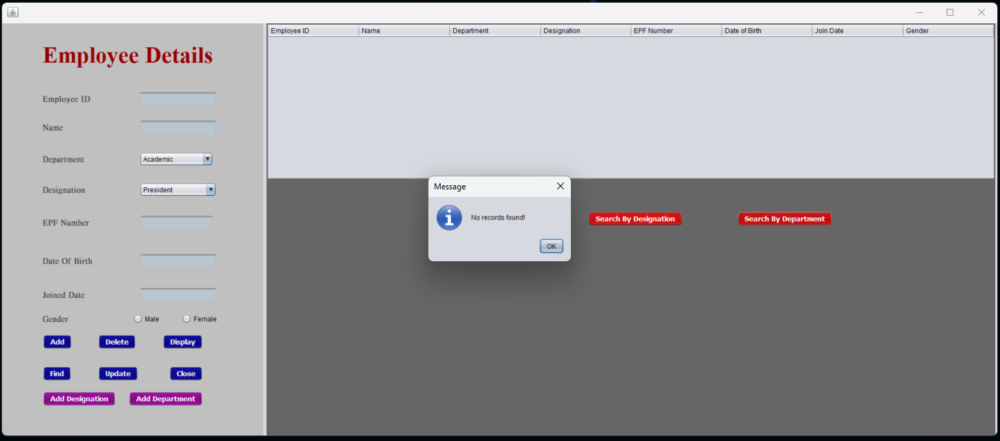 Employee Details
Employee ID
Name
Department Academic
Designation President
EPF Number
Date Of Birth
Joined Date
Gender Male Female
Add Delete Display
Find Update Close
Add Designation Add Department
Employee ID Name Department Designation EPF Number Date of Birth Join Date Gender
Message
No records found!
OK
Search By Designation Search By Department